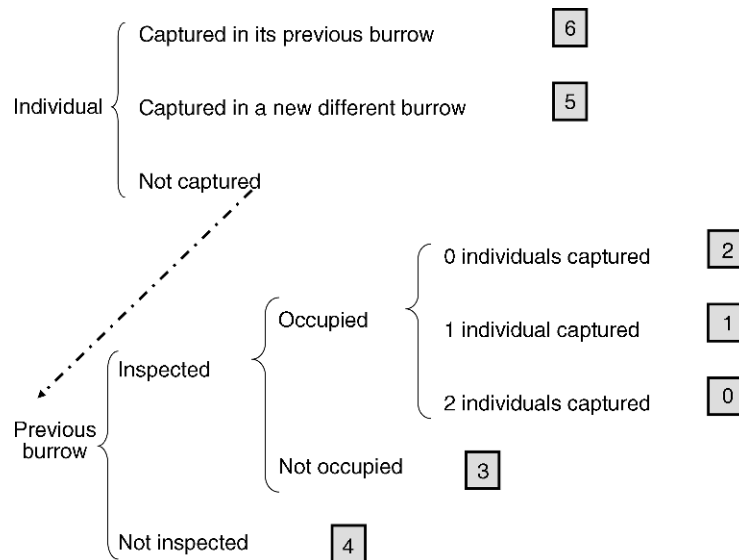 Captured in its previous burrow 6
Individual
Captured in a new different burrow 5
Not captured
0 individuals captured 2
Occupied
1 individual captured 1
Inspected
2 individuals captured 0
Previous
burrow
Not occupied 3
Not inspected 4